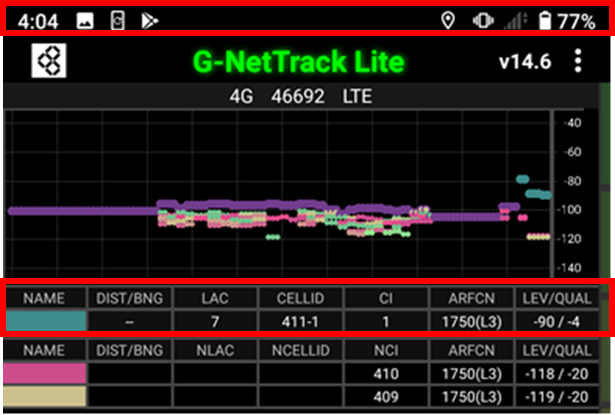 4:04 77%
G-NetTrack Lite v14.6
4G 46692 LTE
-40
-60
-80
-100
-120
-140
NAME DIST/BNG LAC CELLID CI ARFCN LEV/QUAL
-- 7 411-1 1 1750(L3) -90 / -4
NAME DIST/BNG NLAC NCELLID NCI ARFCN LEV/QUAL
410 1750(L3) -118 / -20
409 1750(L3) -119 / -20